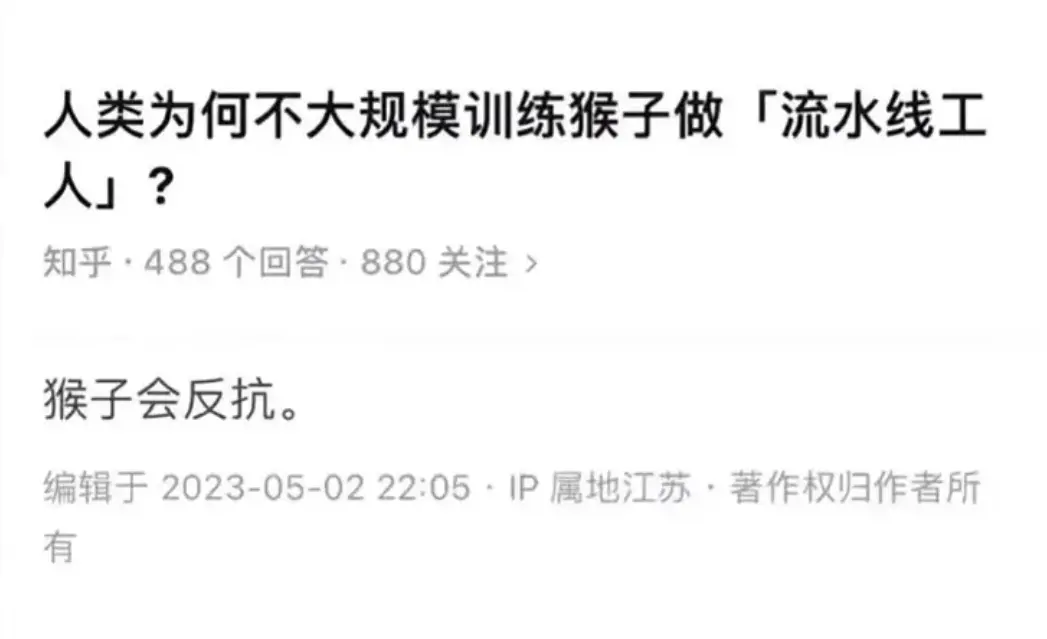 人类为何不大规模训练猴子做「流水线工
人」?
知乎 · 488 个回答 · 880 关注 >
猴子会反抗。
编辑于 2023-05-02 22:05 · IP 属地江苏 · 著作权归作者所
有